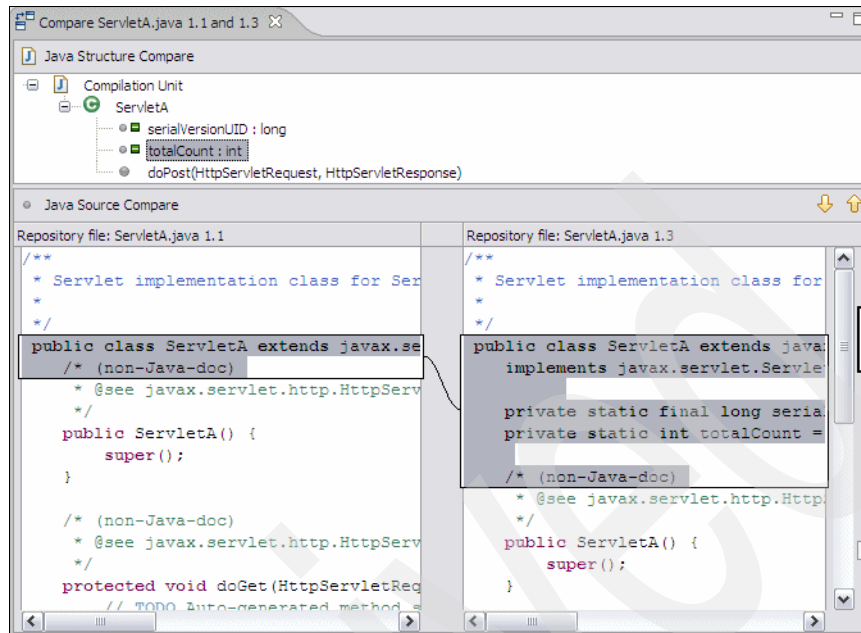 Compare ServletA.java 1.1 and 1.3
Java Structure Compare
Compilation Unit
ServletA
serialVersionUID : long
totalCount : int
doPost(HttpServletRequest, HttpServletResponse)
Java Source Compare
Repository file: ServletA.java 1.1
/**
* Servlet implementation class for Ser
*
*/
public class ServletA extends javax.se
/* (non-Java-doc)
* @see javax.servlet.http.HttpServ
*/
public ServletA() {
super();
}
/* (non-Java-doc)
* @see javax.servlet.http.HttpServ
*/
protected void doGet(HttpServletReq
// TODO Auto-generated method s
Repository file: ServletA.java 1.3
/**
* Servlet implementation class for
*
*/
public class ServletA extends java
implements javax.servlet.Servle
private static final long seria
private static int totalCount =
/* (non-Java-doc)
* @see javax.servlet.http.Http
*/
public ServletA() {
super();
}